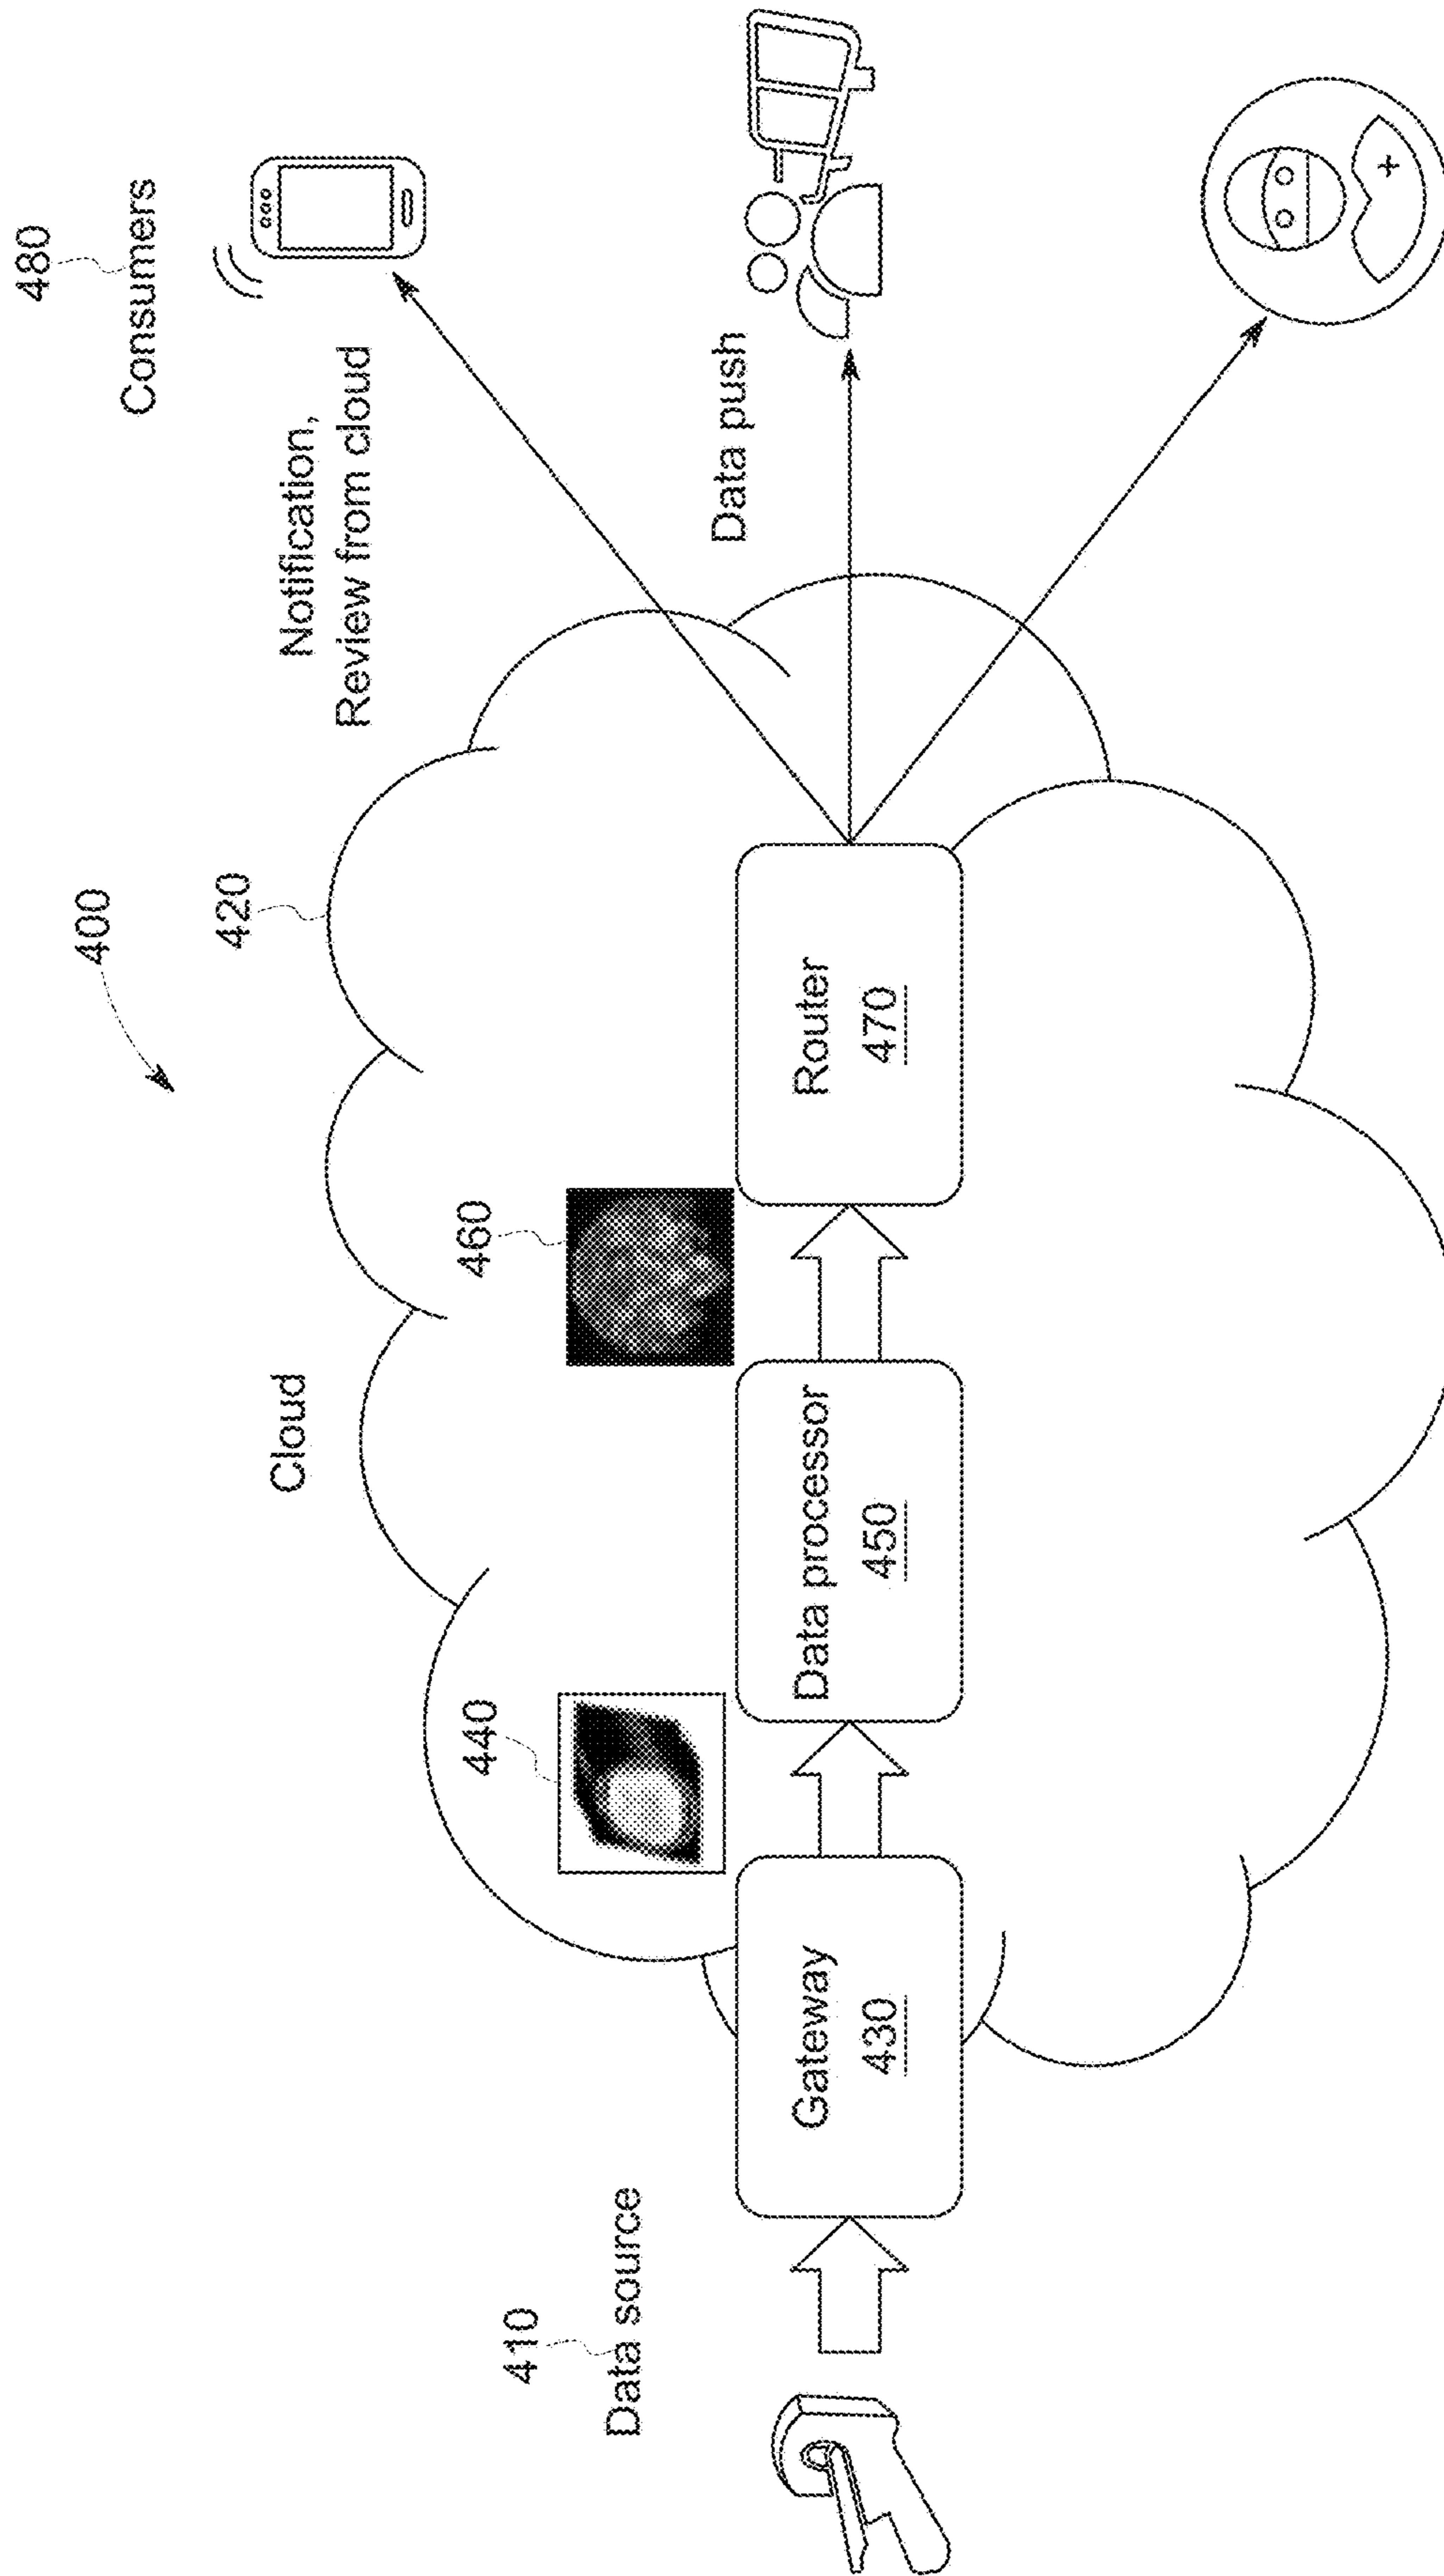 400
480
Consumers
Cloud
420
Notification,
Review from cloud
410
Data source
440
460
Data push
Gateway
430
Data processor
450
Router
470